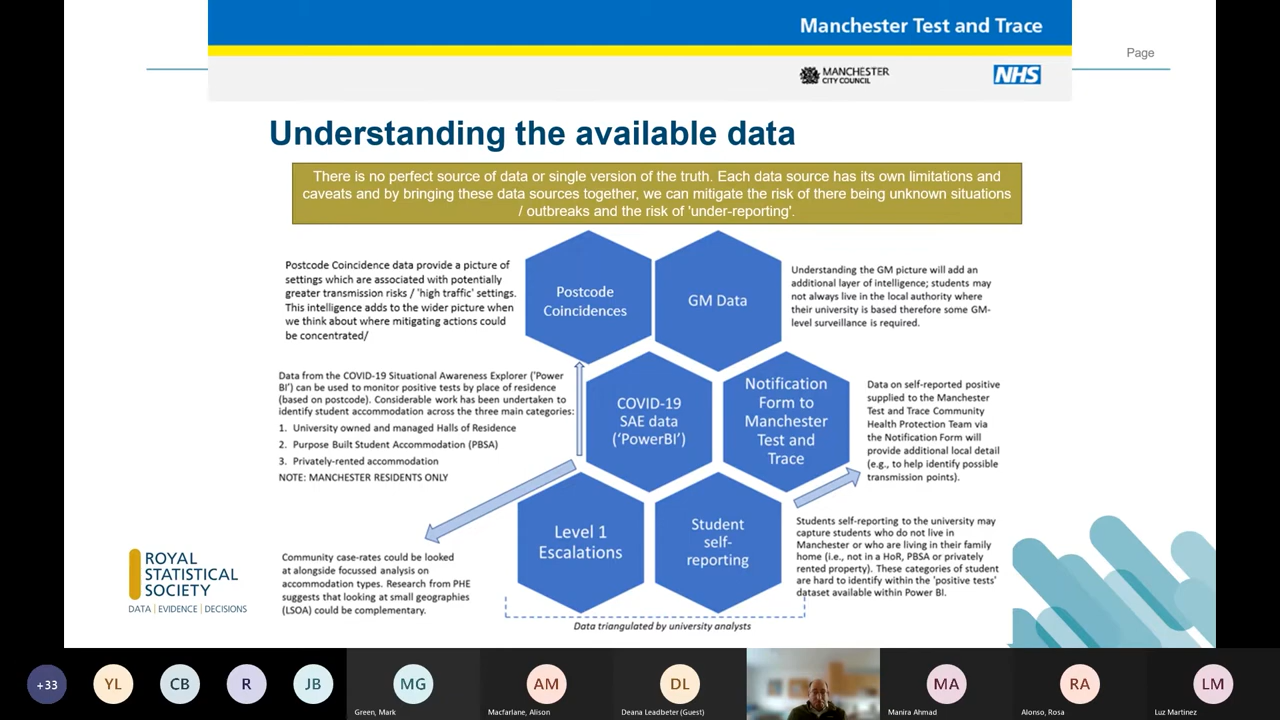 Manchester Test and Trace
Page
MANCHESTER
CITY COUNCIL
NHS
Understanding the available data
There is no perfect source of data or single version of the truth. Each data source has its own limitations and
caveats and by bringing these data sources together, we can mitigate the risk of there being unknown situations
/ outbreaks and the risk of 'under-reporting'.
Postcode Coincidence data provide a picture of
settings which are associated with potentially
greater transmission risks / 'high traffic' settings.
This intelligence adds to the wider picture when
we think about where mitigating actions could
be concentrated/
Postcode
Coincidences
GM Data
Understanding the GM picture will add an
additional layer of intelligence; students may
not always live in the local authority where
their university is based therefore some GM-
level surveillance is required.
Data from the COVID-19 Situational Awareness Explorer ('Power
BI') can be used to monitor positive tests by place of residence
(based on postcode). Considerable work has been undertaken to
identify student accommodation across the three main categories:
1. University owned and managed Halls of Residence
2. Purpose Built Student Accommodation (PBSA)
3. Privately-rented accommodation
NOTE: MANCHESTER RESIDENTS ONLY
COVID-19
SAE data
('PowerBI')
Notification
Form to
Manchester
Test and
Trace
Data on self-reported positive
supplied to the Manchester
Test and Trace Community
Health Protection Team via
the Notification Form will
provide additional local detail
(e.g., to help identify possible
transmission points).
Level 1
Escalations
Student
self-
reporting
Students self-reporting to the university may
capture students who do not live in
Manchester or who are living in their family
home (i.e., not in a HoR, PBSA or privately
rented property). These categories of student
are hard to identify within the 'positive tests'
dataset available within Power BI.
Community case-rates could be looked
at alongside focussed analysis on
accommodation types. Research from PHE
suggests that looking at small geographies
(LSOA) could be complementary.
Data triangulated by university analysts
ROYAL
STATISTICAL
SOCIETY
DATA | EVIDENCE | DECISIONS
+33
YL
CB
R
JB
MG
Green, Mark
AM
Macfarlane, Alison
DL
Deana Leadbeter (Guest)
MA
Manira Ahmad
RA
Alonso, Rosa
LM
Luz Martinez